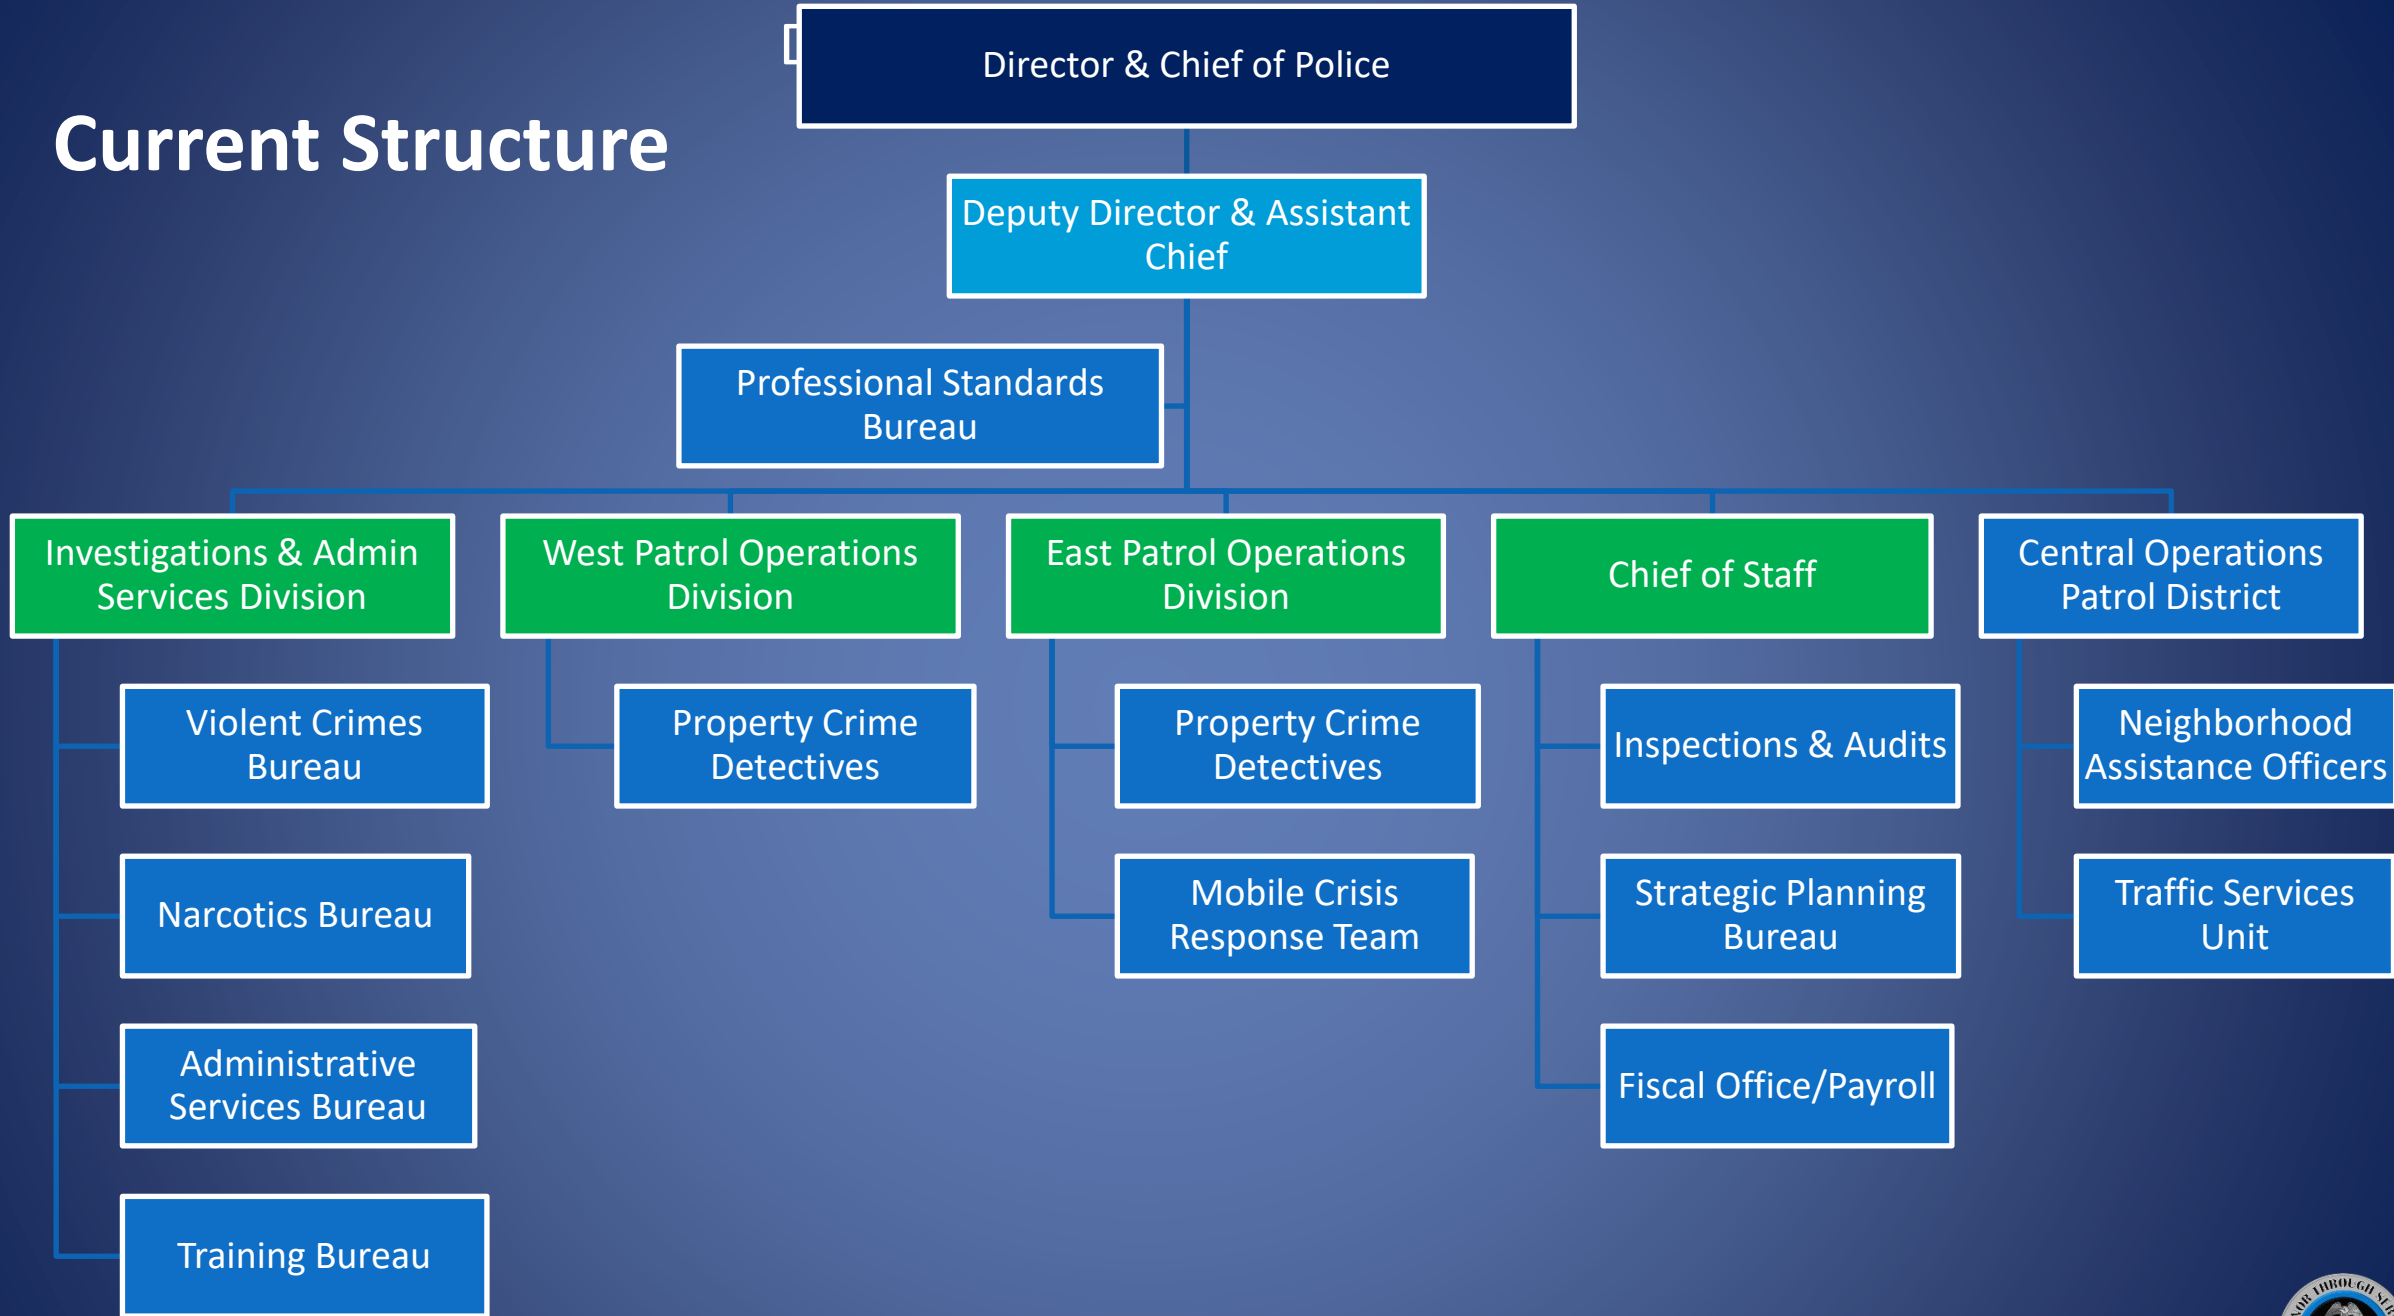 Director & Chief of Police
Current Structure
Deputy Director & Assistant
Chief
Professional Standards
Bureau
Investigations & Admin
Services Division
West Patrol Operations
Division
East Patrol Operations
Division
Chief of Staff
Central Operations
Patrol District
Violent Crimes
Bureau
Property Crime
Detectives
Property Crime
Detectives
Inspections & Audits
Neighborhood
Assistance Officers
Narcotics Bureau
Mobile Crisis
Response Team
Strategic Planning
Bureau
Traffic Services
Unit
Administrative
Services Bureau
Fiscal Office/Payroll
Training Bureau
THROUGH